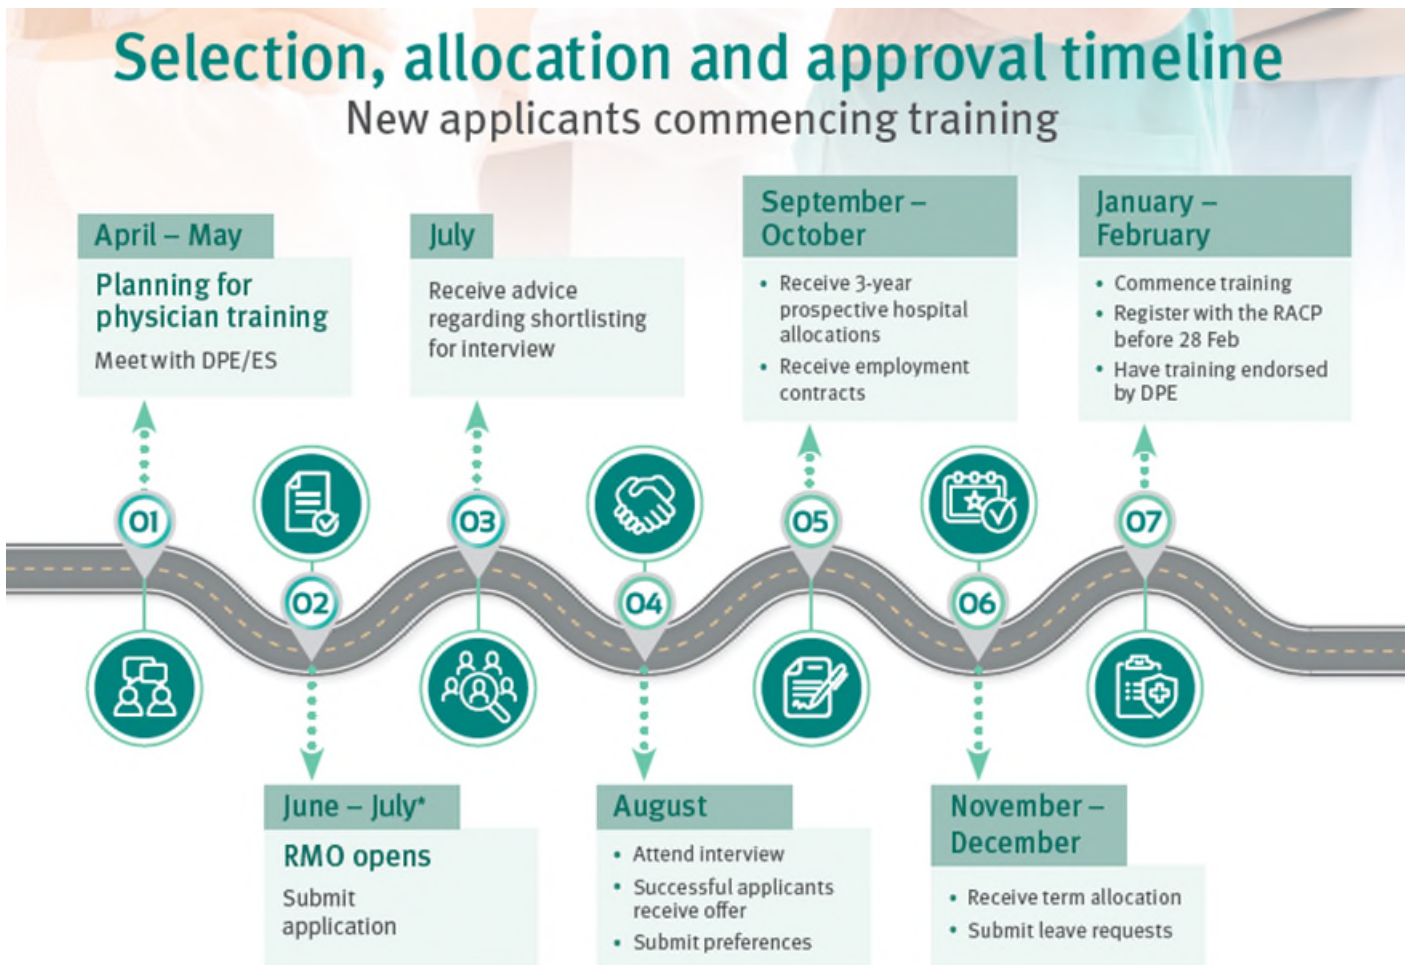 Selection, allocation and approval timeline
New applicants commencing training
01
April – May
Planning for
physician training
Meet with DPE/ES
02
June – July*
RMO opens
Submit
application
03
July
Receive advice
regarding shortlisting
for interview
04
August
• Attend interview
• Successful applicants
receive offer
• Submit preferences
05
September –
October
• Receive 3-year
prospective hospital
allocations
• Receive employment
contracts
06
November –
December
• Receive term allocation
• Submit leave requests
07
January –
February
• Commence training
• Register with the RACP
before 28 Feb
• Have training endorsed
by DPE